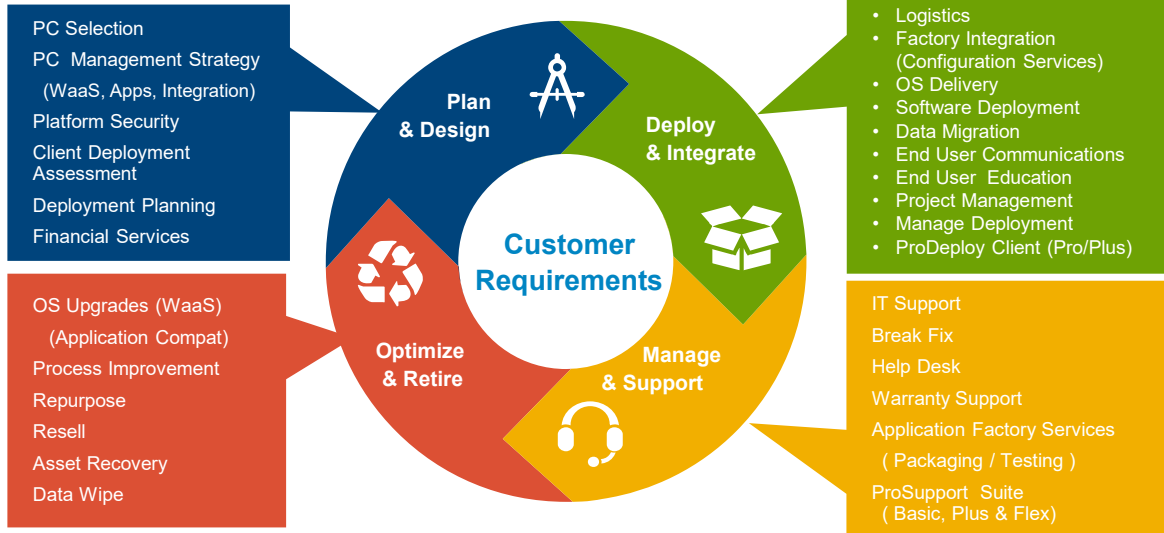 PC Selection
PC Management Strategy
(WaaS, Apps, Integration)
Platform Security
Client Deployment
Assessment
Deployment Planning
Financial Services
Plan
& Design
Deploy
& Integrate
• Logistics
• Factory Integration
(Configuration Services)
• OS Delivery
• Software Deployment
• Data Migration
• End User Communications
• End User Education
• Project Management
• Manage Deployment
• ProDeploy Client (Pro/Plus)
Customer
Requirements
OS Upgrades (WaaS)
(Application Compat)
Process Improvement
Repurpose
Resell
Asset Recovery
Data Wipe
Optimize
& Retire
Manage
& Support
IT Support
Break Fix
Help Desk
Warranty Support
Application Factory Services
( Packaging / Testing )
ProSupport Suite
( Basic, Plus & Flex)